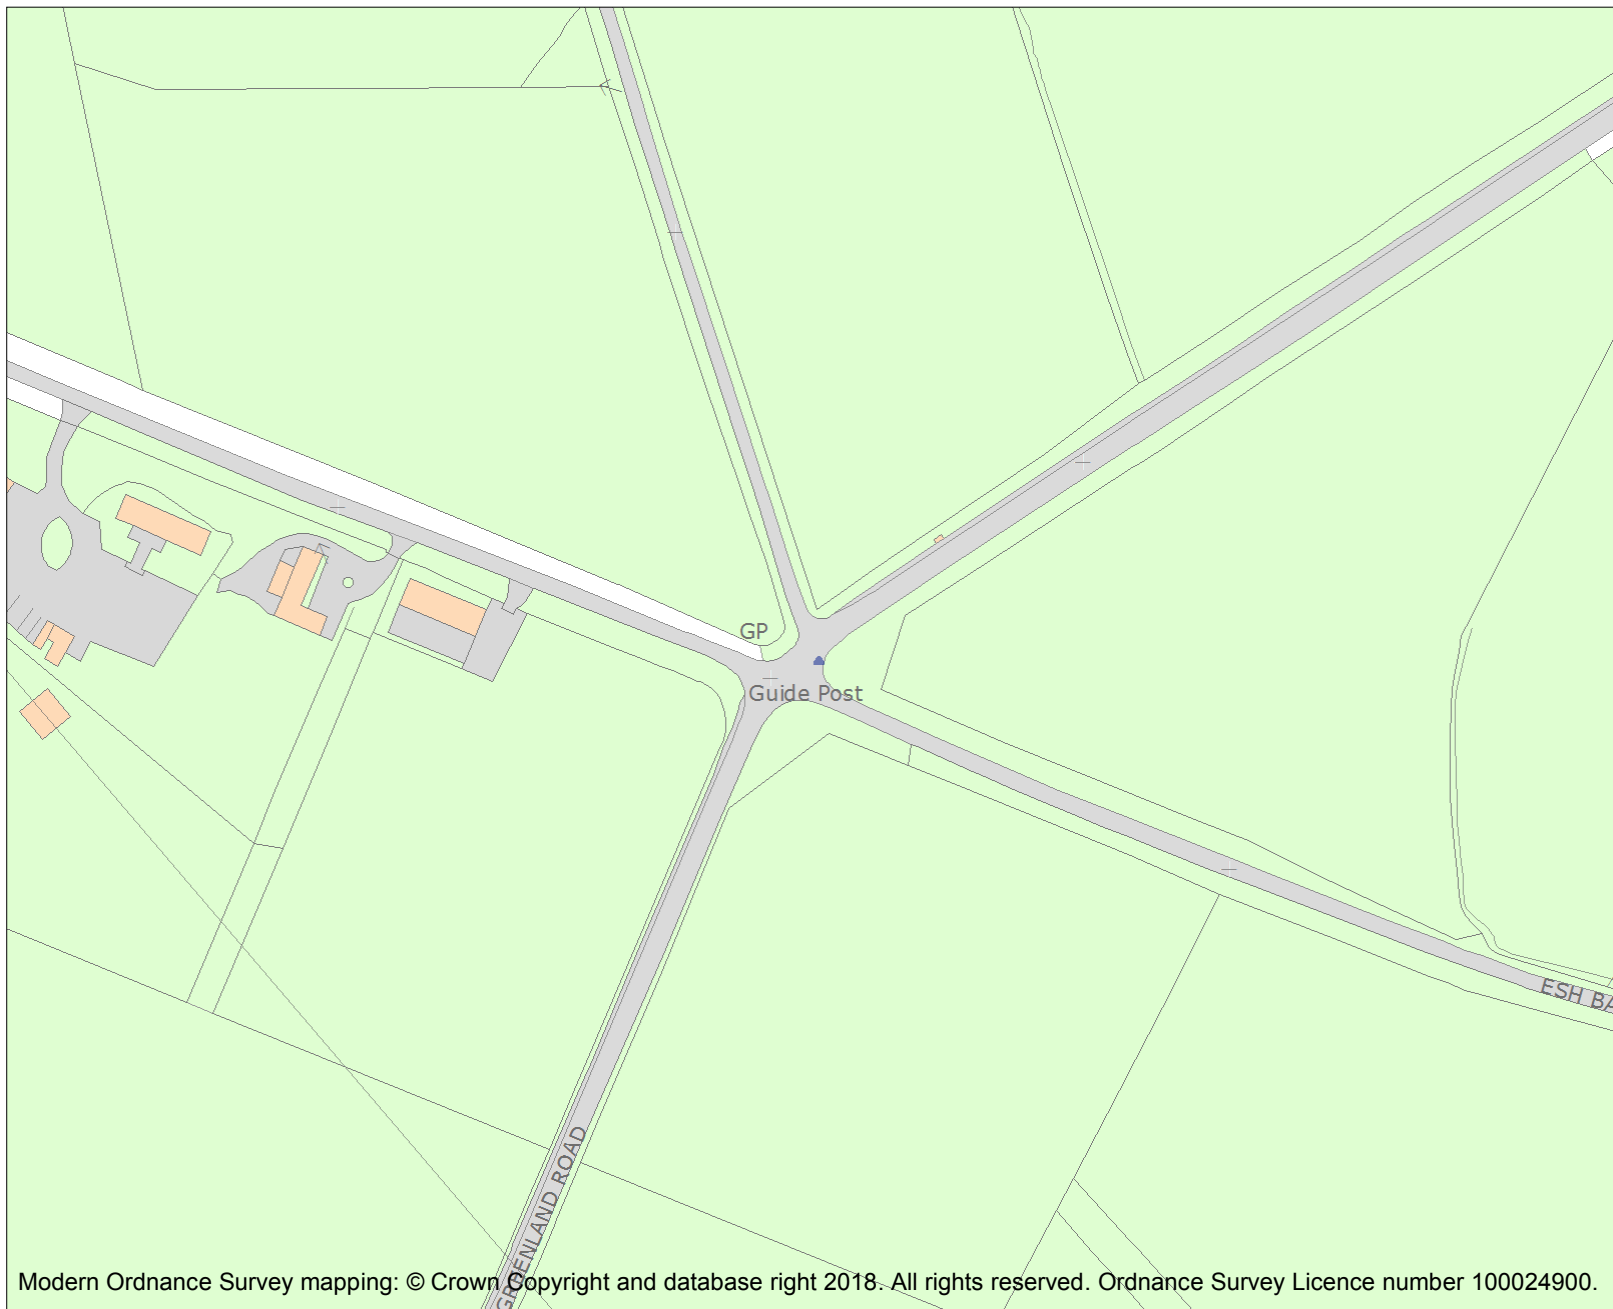 GP
Guide Post
ESH BA
GREENLAND ROAD
Modern Ordnance Survey mapping: © Crown Copyright and database right 2018. All rights reserved. Ordnance Survey Licence number 100024900.